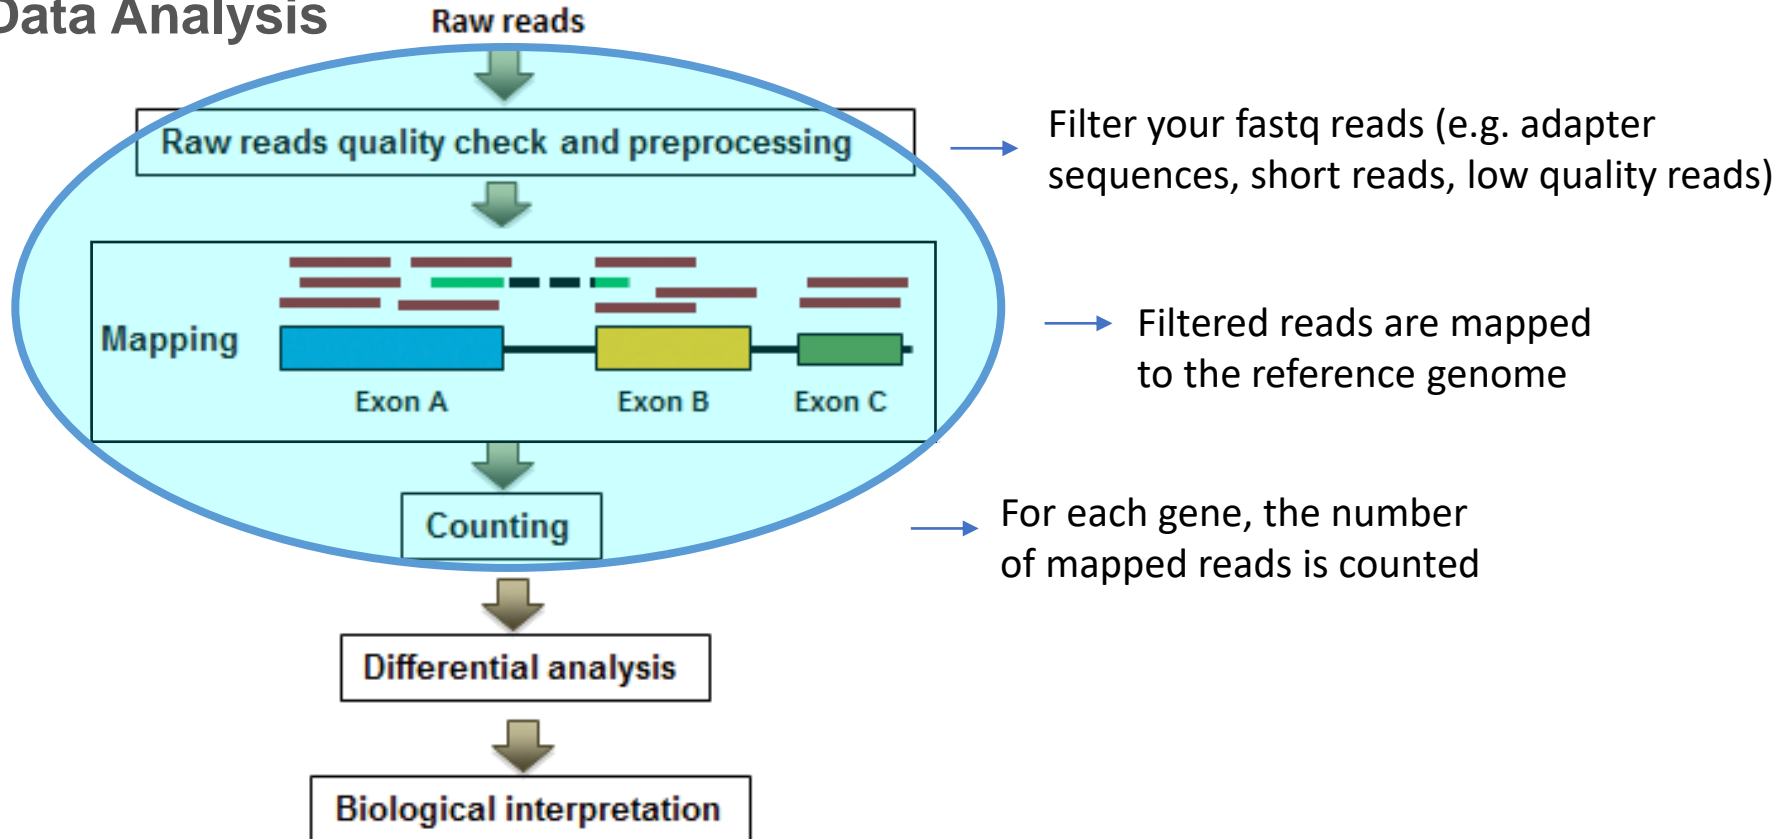 Data Analysis
Raw reads
Raw reads quality check and preprocessing
Filter your fastq reads (e.g. adapter
sequences, short reads, low quality reads)
Mapping
Exon A
Exon B
Exon C
Filtered reads are mapped
to the reference genome
Counting
For each gene, the number
of mapped reads is counted
Differential analysis
Biological interpretation